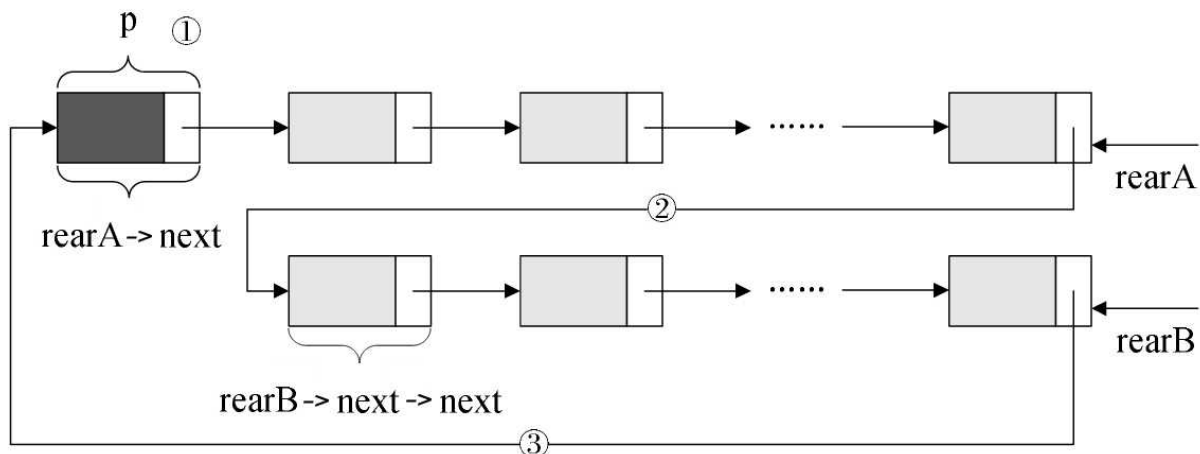 p ①
······
rearA
②
rearA->next
······
rearB
rearB->next->next
③